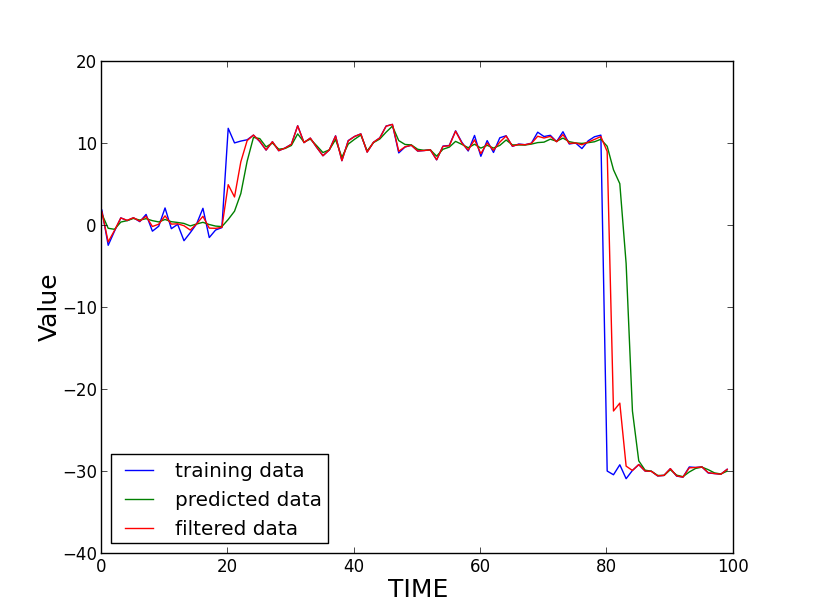 20
10
0
−10
−20
−30
−40
Value
training data
predicted data
filtered data
0 20 40 60 80 100
TIME